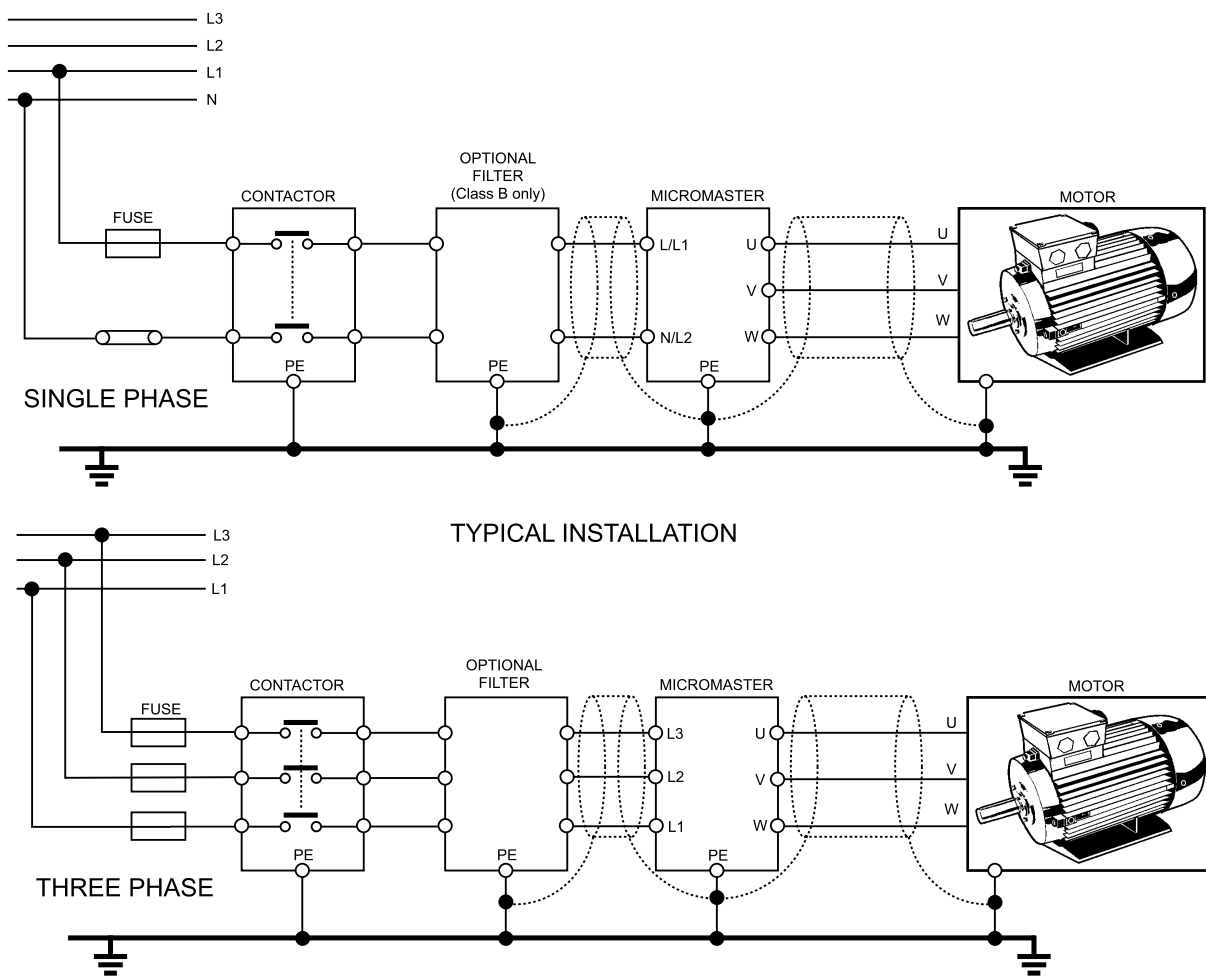 L3
L2
L1
N
OPTIONAL
FILTER
(Class B only)
CONTACTOR
MICROMASTER
MOTOR
FUSE
L/L1
U
U
V
V
W
N/L2
W
PE
PE
PE
SINGLE PHASE
TYPICAL INSTALLATION
L3
L2
L1
OPTIONAL
FILTER
CONTACTOR
MICROMASTER
MOTOR
FUSE
L3
U
U
L2
V
V
L1
W
W
PE
PE
PE
THREE PHASE